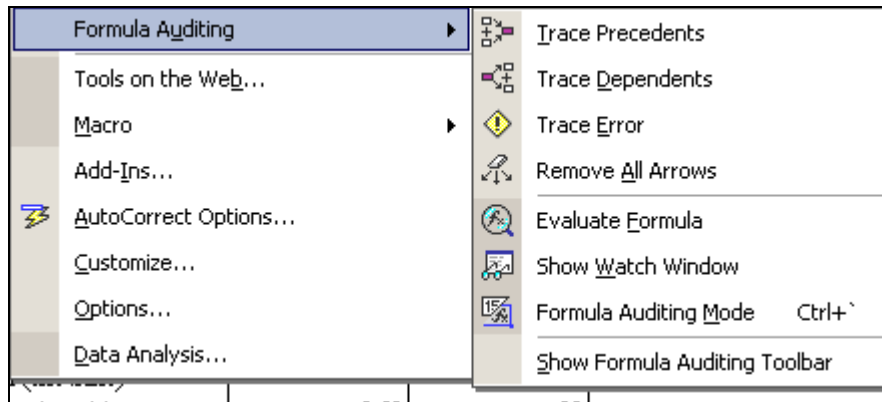 Formula Auditing
Tools on the Web...
Macro
Add-Ins...
AutoCorrect Options...
Customize...
Options...
Data Analysis...
Trace Precedents
Trace Dependents
Trace Error
Remove All Arrows
Evaluate Formula
Show Watch Window
Formula Auditing Mode Ctrl+`
Show Formula Auditing Toolbar